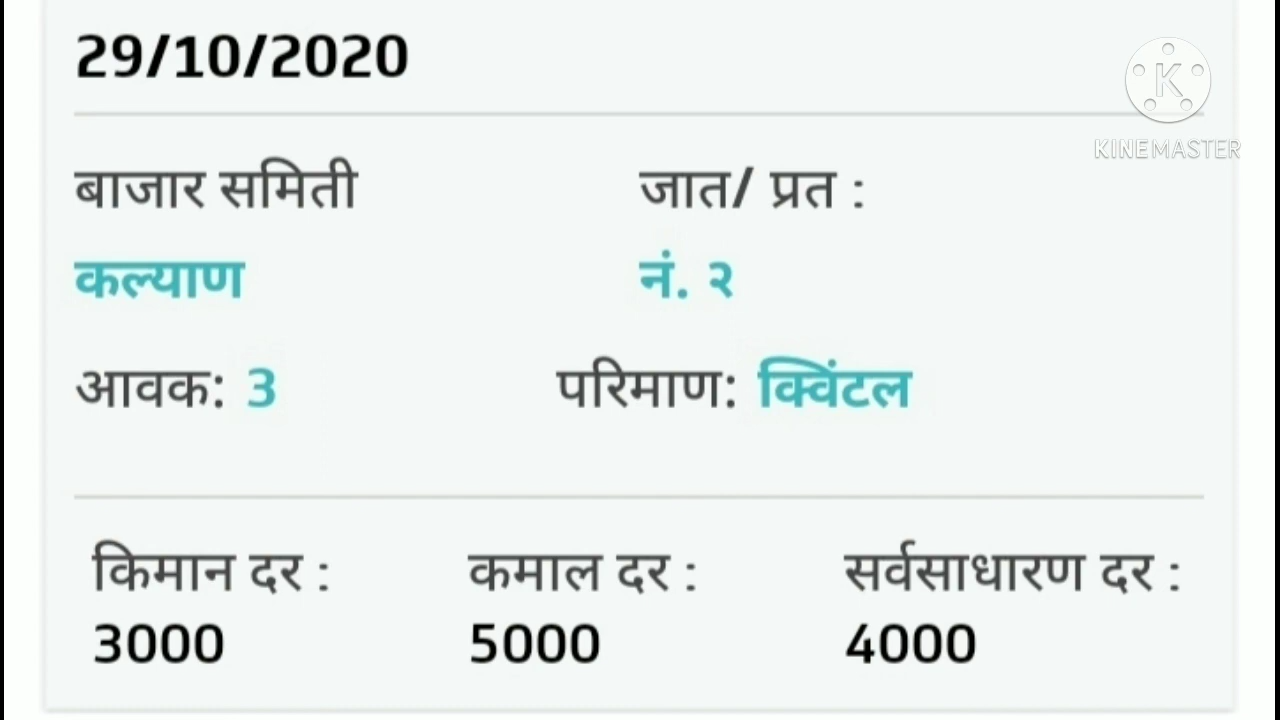 29/10/2020
K
KINEMASTER
बाजार समिती जात/ प्रत :
कल्याण नं. २
आवक: 3 परिमाण: क्विंटल
किमान दर : कमाल दर : सर्वसाधारण दर :
3000 5000 4000